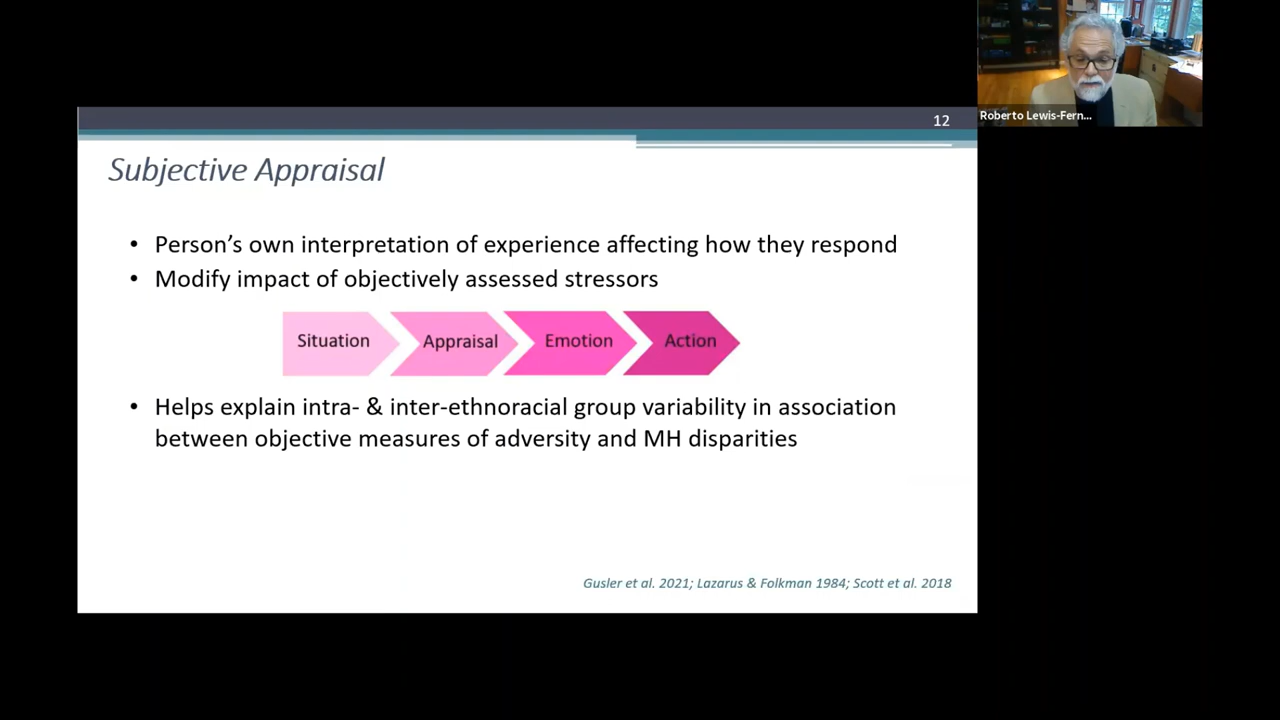 12
Roberto Lewis-Fern...
Subjective Appraisal
• Person's own interpretation of experience affecting how they respond
• Modify impact of objectively assessed stressors
Situation Appraisal Emotion Action
• Helps explain intra- & inter-ethnoracial group variability in association
between objective measures of adversity and MH disparities
Gusler et al. 2021; Lazarus & Folkman 1984; Scott et al. 2018